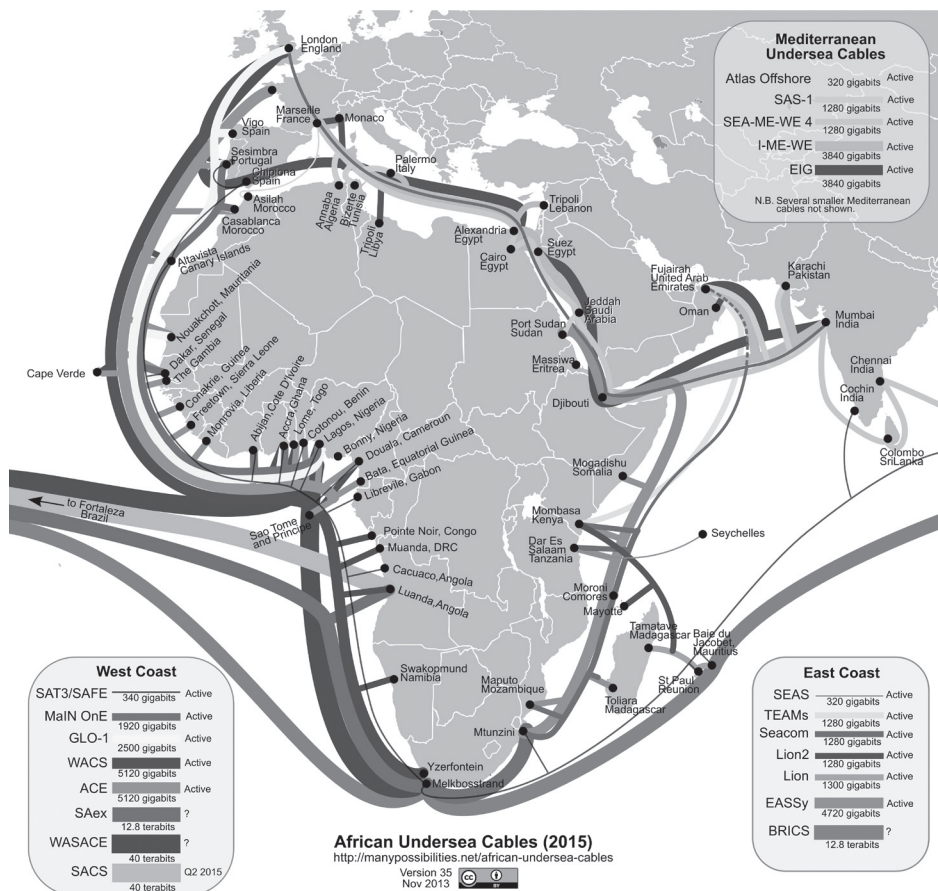 London
England
Marseille
France
Monaco
Vigo
Spain
Sesimbra
Portugal
Chipiona
Spain
Asilah
Morocco
Casablanca
Morocco
Annaba
Algeria
Bizerte
Tunisia
Tripoli
Libya
Palermo
Italy
Tripoli
Lebanon
Alexandria
Egypt
Cairo
Egypt
Suez
Egypt
Altavista
Canary Islands
Nouakchott, Mauritania
Dakar, Senegal
The Gambia
Cape Verde
Conakrie, Guinea
Freetown, Sierra Leone
Monrovia, Liberia
Abijan,Cote D'Ivoire
Accra,Ghana
Lome, Togo
Cotonou, Benin
Lagos, Nigeria
Bonny, Nigeria
Douala, Cameroun
Bata, Equatorial Guinea
Librevile, Gabon
Jeddah
Saudi
Arabia
Port Sudan
Sudan
Massiwa
Eritrea
Djibouti
Fujairah
United Arab
Emirates
Oman
Karachi
Pakistan
Mumbai
India
Chennai
India
Cochin
India
Colombo
SriLanka
Mogadishu
Somalia
Mombasa
Kenya
Dar Es
Salaam
Tanzania
Seychelles
Moroni
Comores
Mayotte
Tamatave
Madagascar
Baie du
Jacobet,
Mauritius
St Paul
Reunion
Toliara
Madagascar
Maputo
Mozambique
Mtunzini
to Fortaleza
Brazil
Sao Tome
and Principe
Pointe Noir, Congo
Muanda, DRC
Cacuaco,Angola
Luanda,Angola
Swakopmund
Namibia
Yzerfontein
Melkbosstrand
Mediterranean
Undersea Cables
Atlas Offshore 320 gigabits Active
SAS-1 1280 gigabits Active
SEA-ME-WE 4 1280 gigabits Active
I-ME-WE 3840 gigabits Active
EIG 3840 gigabits Active
N.B. Several smaller Mediterranean
cables not shown.
West Coast
SAT3/SAFE 340 gigabits Active
MaIN OnE 1920 gigabits Active
GLO-1 2500 gigabits Active
WACS 5120 gigabits Active
ACE 5120 gigabits Active
SAex 12.8 terabits ?
WASACE 40 terabits ?
SACS 40 terabits Q2 2015
East Coast
SEAS 320 gigabits Active
TEAMs 1280 gigabits Active
Seacom 1280 gigabits Active
Lion2 1280 gigabits Active
Lion 1300 gigabits Active
EASSy 4720 gigabits Active
BRICS 12.8 terabits ?
African Undersea Cables (2015)
http://manypossibilities.net/african-undersea-cables
Version 35
Nov 2013
cc BY